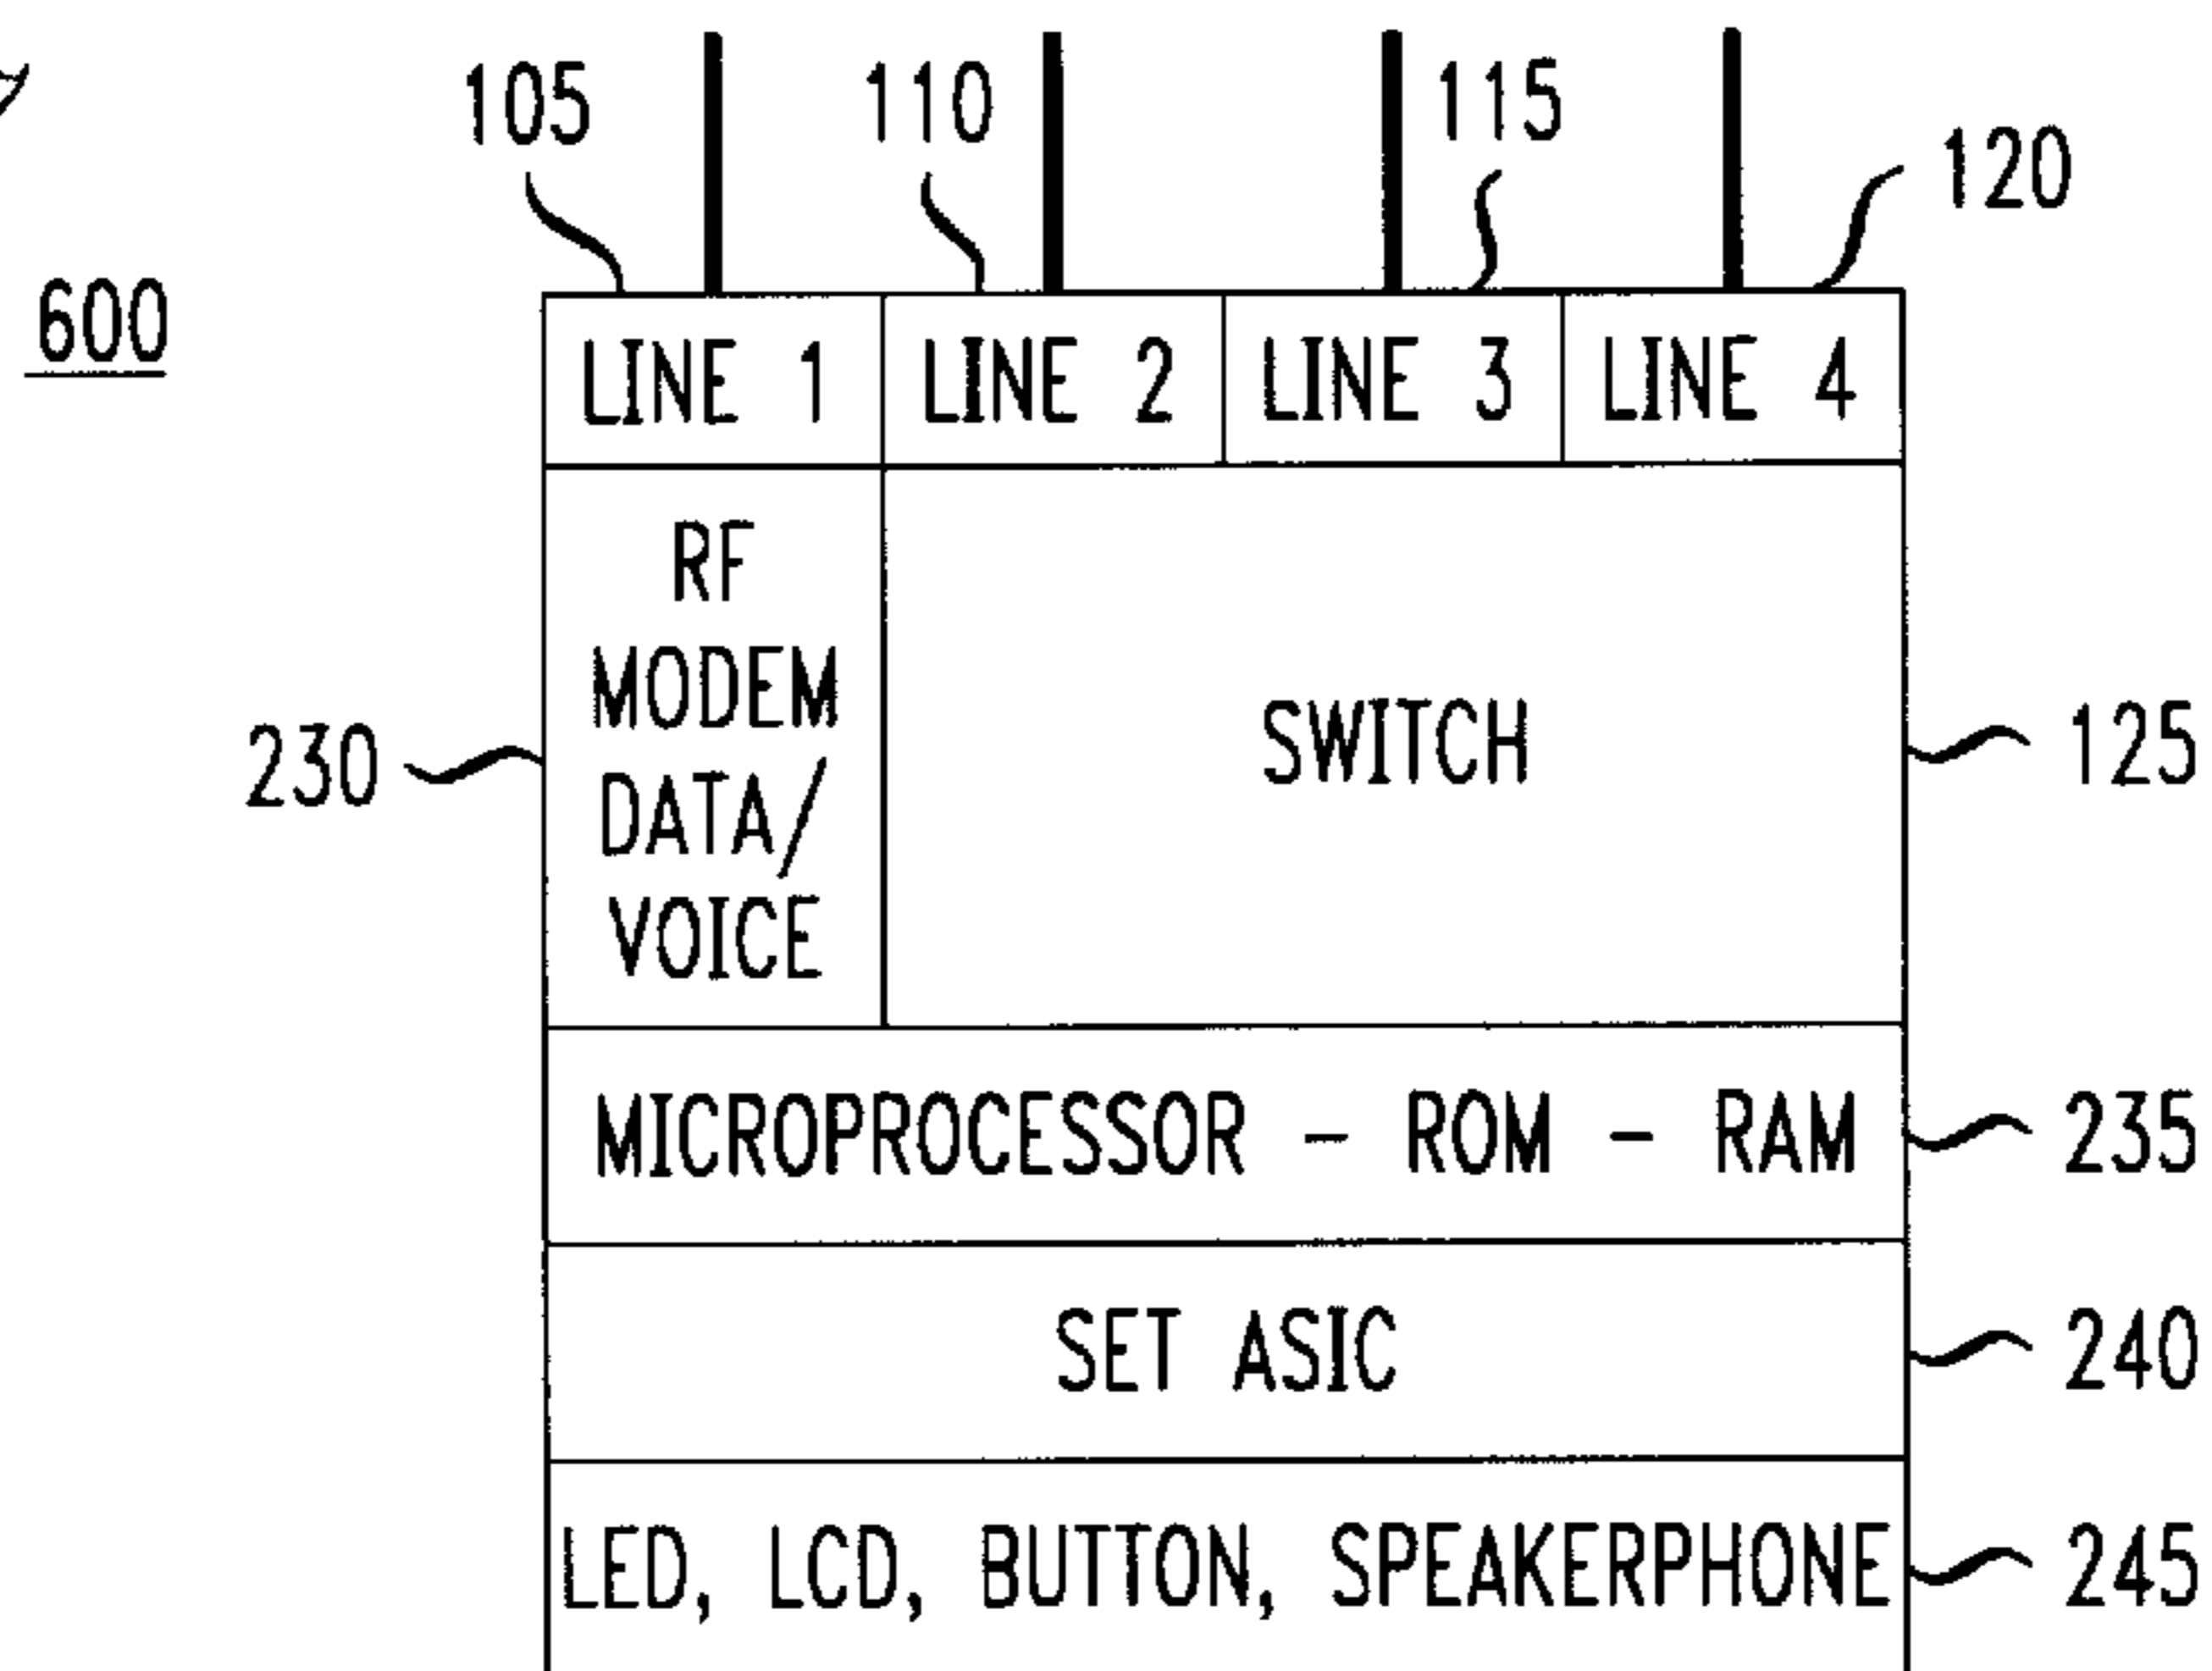 105 110 115 120
600
LINE 1 LINE 2 LINE 3 LINE 4
RF
MODEM
DATA/
VOICE
230
SWITCH
125
MICROPROCESSOR - ROM - RAM
235
SET ASIC
240
LED, LCD, BUTTON, SPEAKERPHONE
245